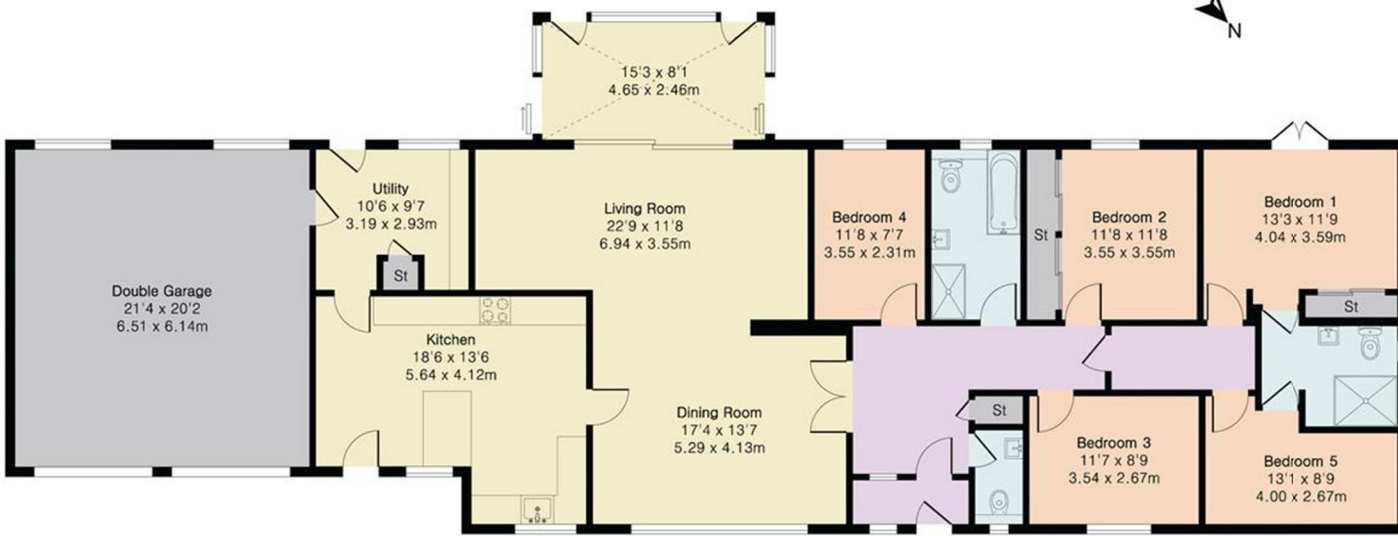 N
15'3 x 8'1
4.65 x 2.46m
Utility
10'6 x 9'7
3.19 x 2.93m
St
Living Room
22'9 x 11'8
6.94 x 3.55m
Bedroom 4
11'8 x 7'7
3.55 x 2.31m
St
Bedroom 2
11'8 x 11'8
3.55 x 3.55m
Bedroom 1
13'3 x 11'9
4.04 x 3.59m
St
Double Garage
21'4 x 20'2
6.51 x 6.14m
Kitchen
18'6 x 13'6
5.64 x 4.12m
Dining Room
17'4 x 13'7
5.29 x 4.13m
St
Bedroom 3
11'7 x 8'9
3.54 x 2.67m
Bedroom 5
13'1 x 8'9
4.00 x 2.67m